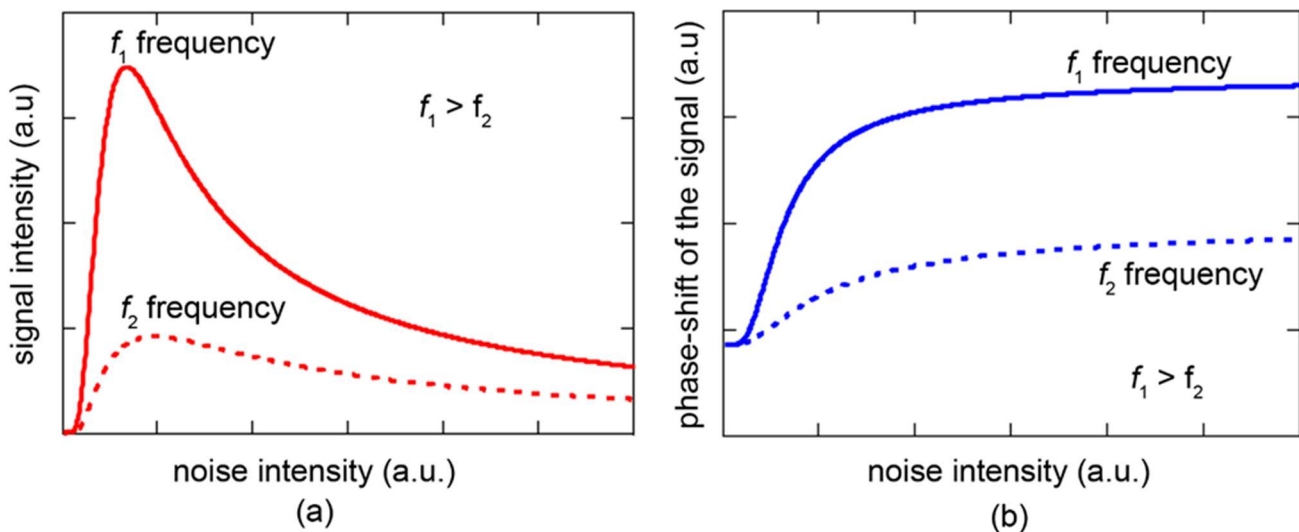 signal intensity (a.u)
f₁ frequency
f₁ > f₂
f₂ frequency
noise intensity (a.u.)
(a)
phase-shift of the signal (a.u)
f₁ frequency
f₂ frequency
f₁ > f₂
noise intensity (a.u.)
(b)